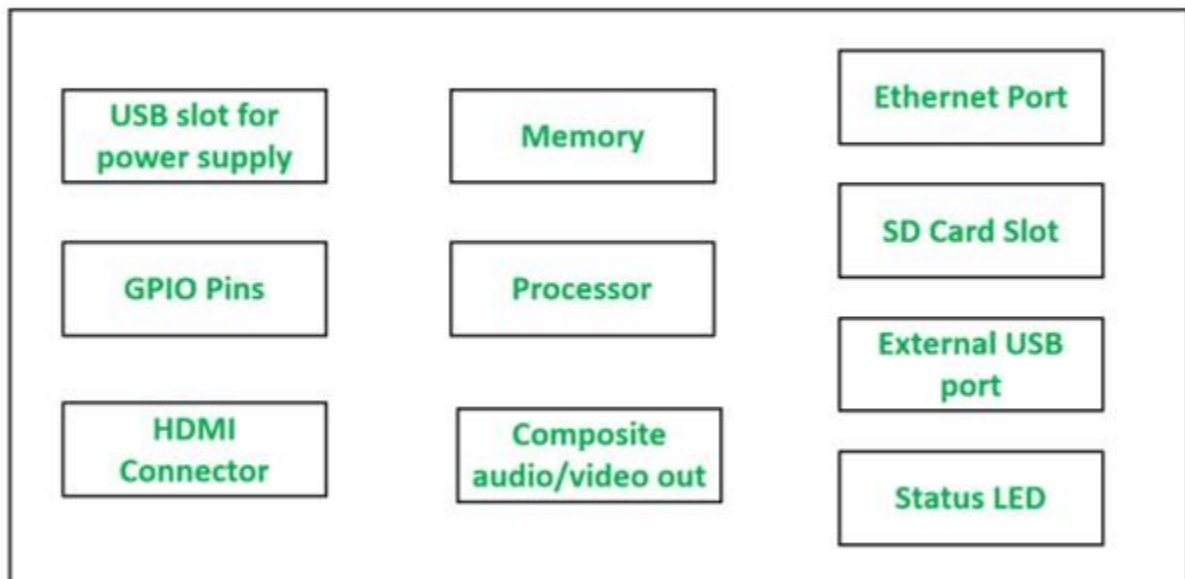 USB slot for
power supply
GPIO Pins
HDMI
Connector
Memory
Processor
Composite
audio/video out
Ethernet Port
SD Card Slot
External USB
port
Status LED